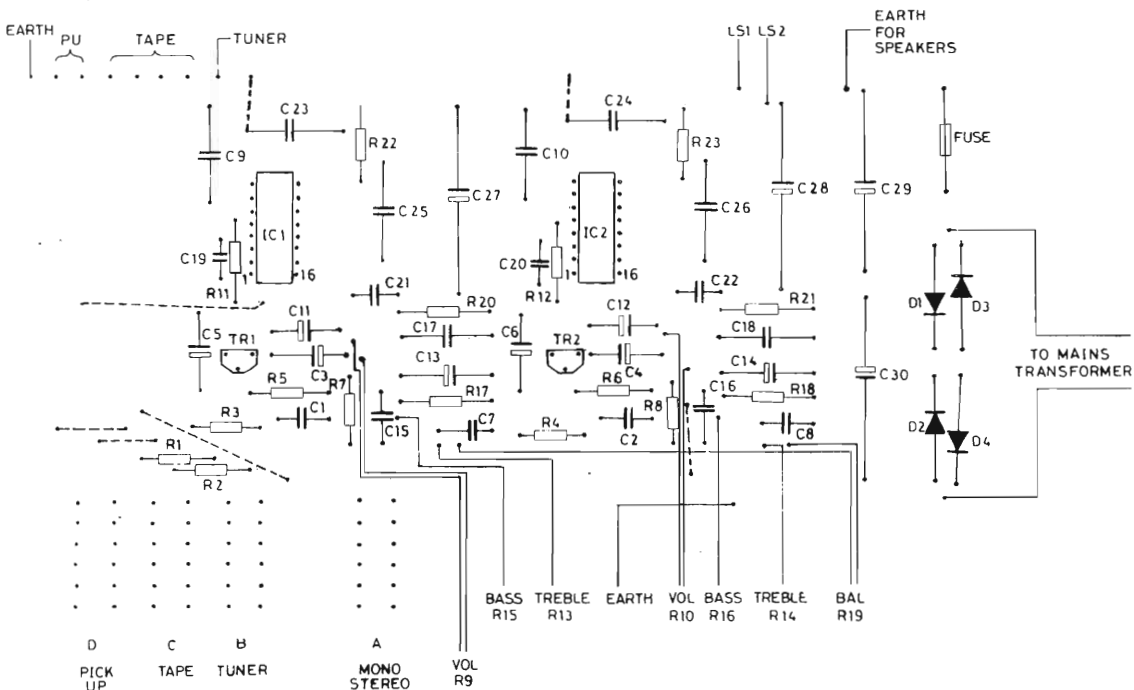 EARTH
PU
TAPE
TUNER
LS1 LS2
EARTH
FOR
SPEAKERS
C23
C24
R22
R23
FUSE
C9
C10
C27
C28
C29
C25
C26
IC1
IC2
C19
C20
1
16
1
16
R11
R12
C21
C22
D1
D3
R20
R21
C11
C12
C5
C17
C6
C18
TR1
TR2
TO MAINS
TRANSFORMER
C3
C13
C4
C14
C30
R5
R7
R17
R6
C16
R18
R3
C1
C15
C7
R4
C2
R8
C8
D2
D4
R1
R2
BASS
R15
TREBLE
R13
EARTH
VOL
R10
BASS
R16
TREBLE
R14
BAL
R19
D
C
B
A
PICK
UP
TAPE
TUNER
MONO
STEREO
VOL
R9